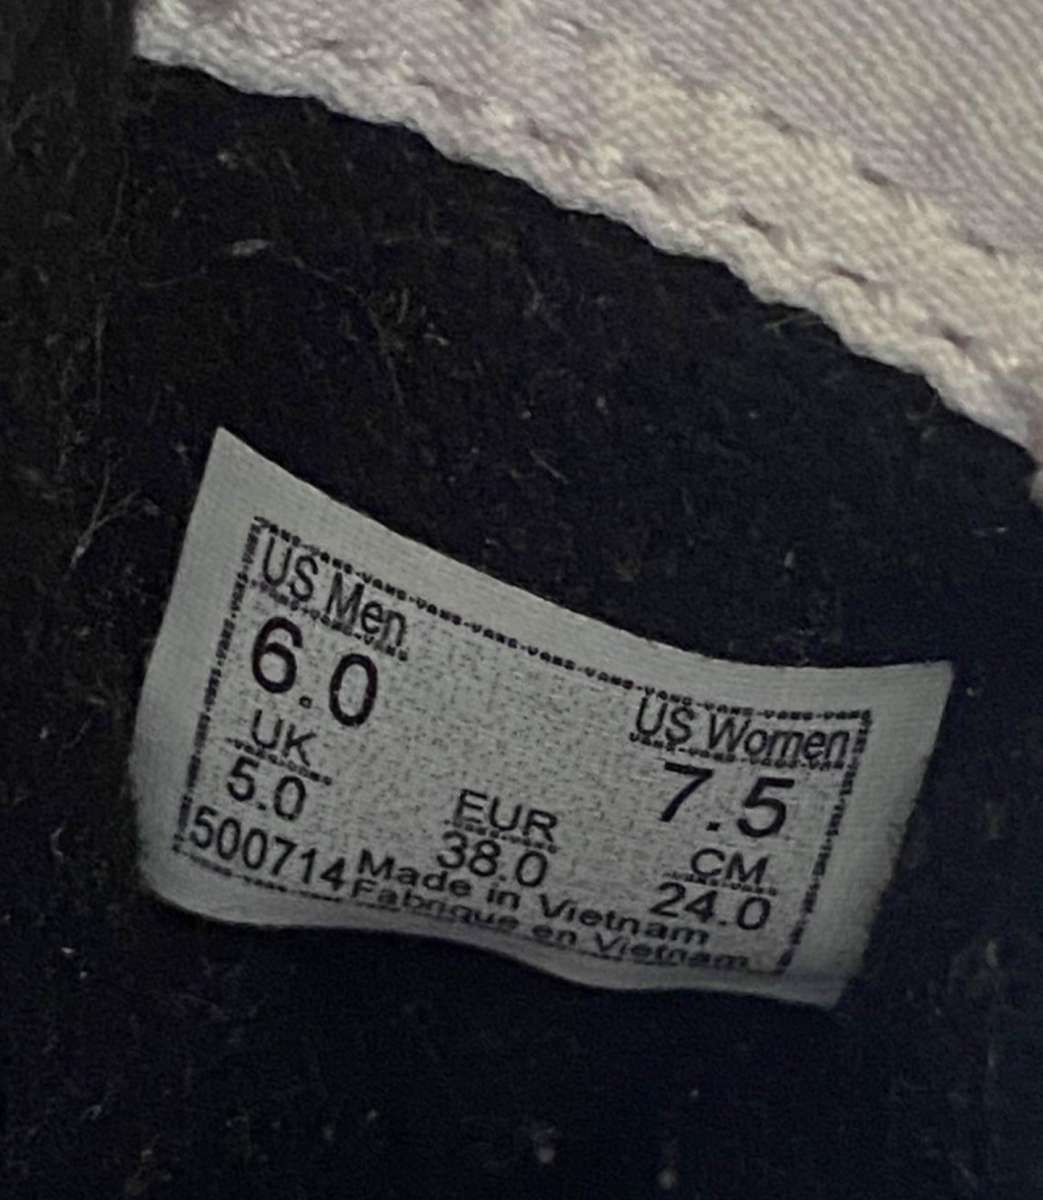 US Men
6.0
US Women
7.5
UK
5.0
EUR
38.0
CM
24.0
500714
Made in Vietnam
Fabrique en Vietnam